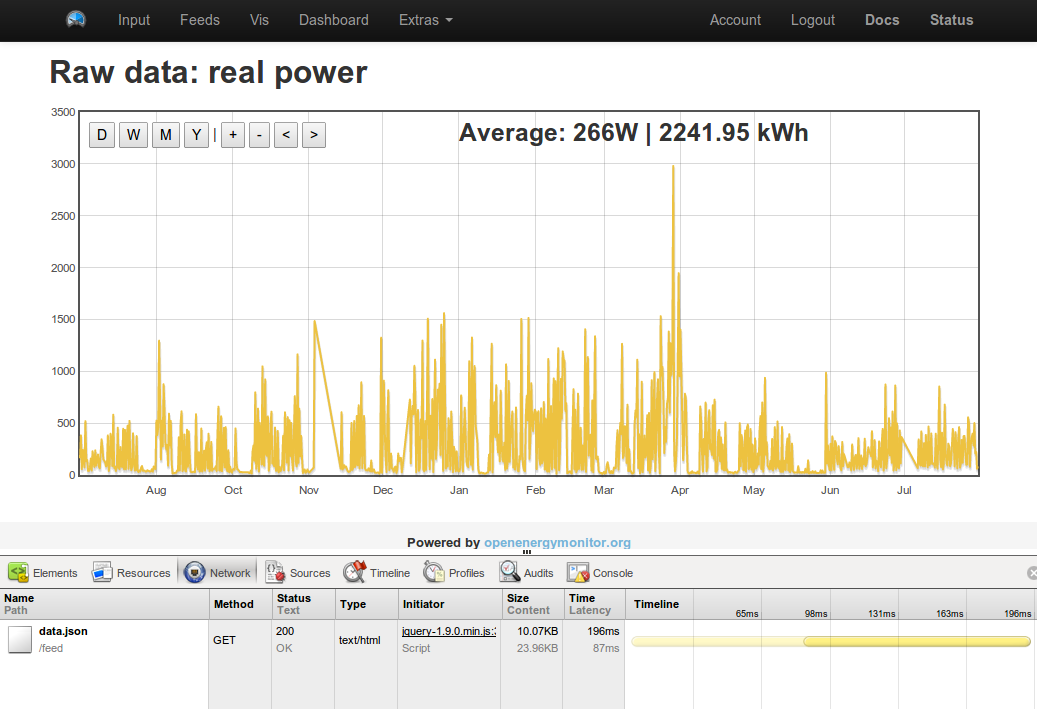 Input Feeds Vis Dashboard Extras Account Logout Docs Status
Raw data: real power
D W M Y | + - < > Average: 266W | 2241.95 kWh
3500
3000
2500
2000
1500
1000
500
0
Aug Oct Nov Dec Jan Feb Mar Apr May Jun Jul
Powered by openenergymonitor.org
Elements Resources Network Sources Timeline Profiles Audits Console
Name Method Status Type Initiator Size Time Timeline
Path Text Content Latency
65ms 98ms 131ms 163ms 196ms
data.json GET 200 text/html jquery-1.9.0.min.js: 10.07KB 196ms
/feed OK Script 23.96KB 87ms